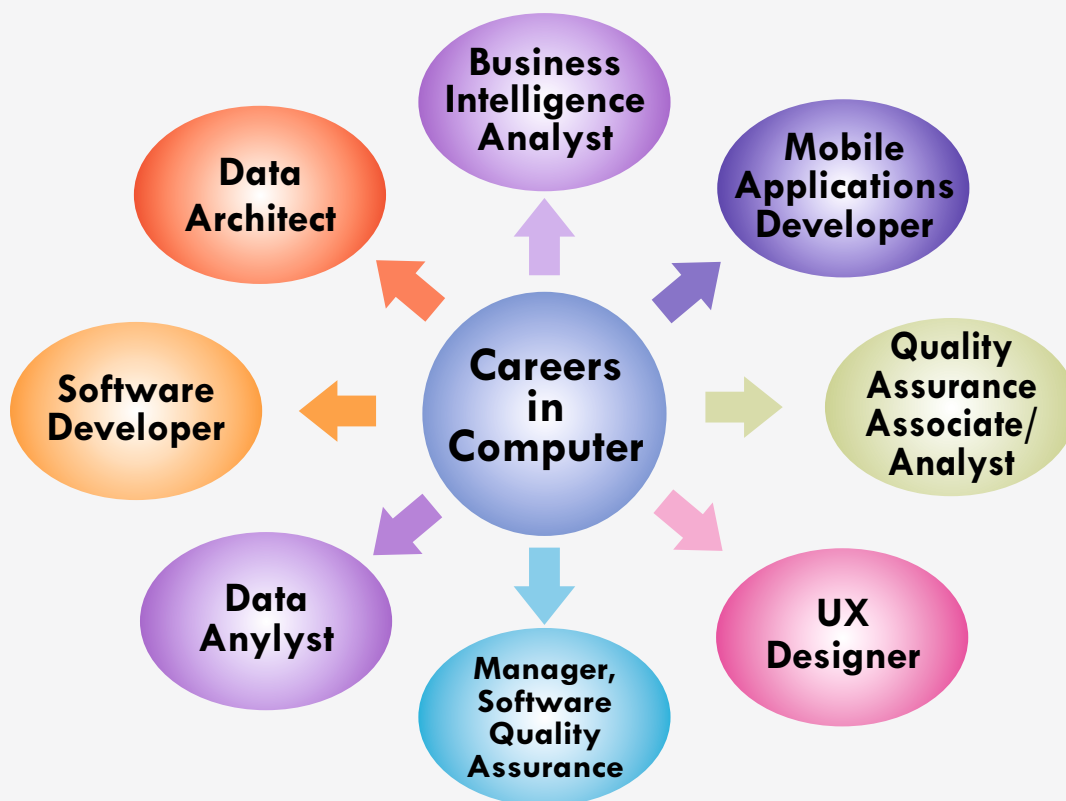 Business
Intelligence
Analyst
Mobile
Applications
Developer
Quality
Assurance
Associate/
Analyst
UX
Designer
Manager,
Software
Quality
Assurance
Data
Anylyst
Software
Developer
Data
Architect
Careers
in
Computer